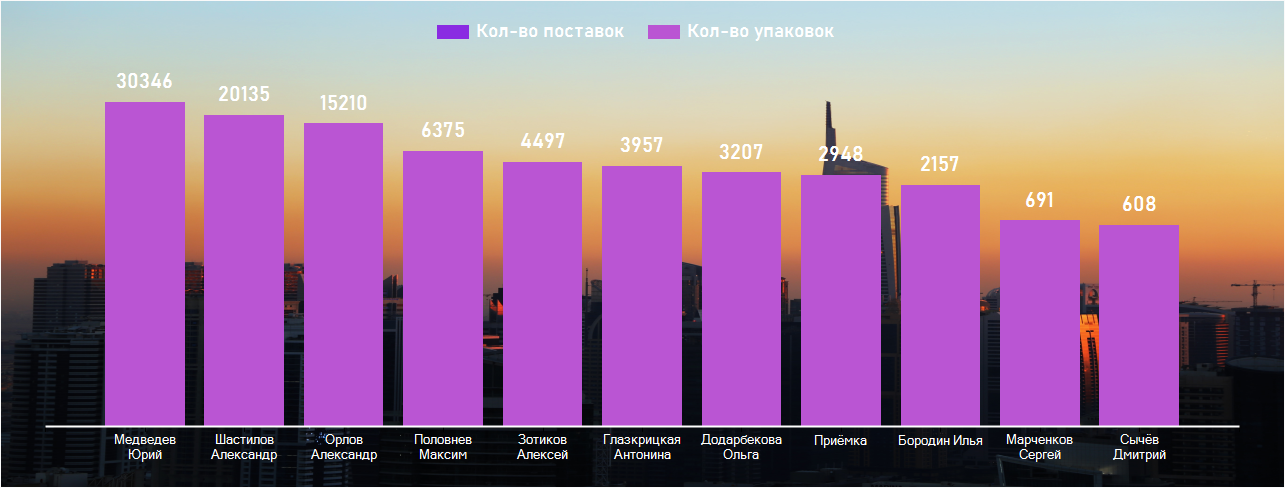 Кол-во поставок Кол-во упаковок
30346 20135 15210 6375 4497 3957 3207 2948 2157 691 608
Медведев Юрий
Шастилов Александр
Орлов Александр
Половнев Максим
Зотиков Алексей
Глазкрицкая Антонина
Додарбекова Ольга
Приёмка
Бородин Илья
Марченков Сергей
Сычёв Дмитрий